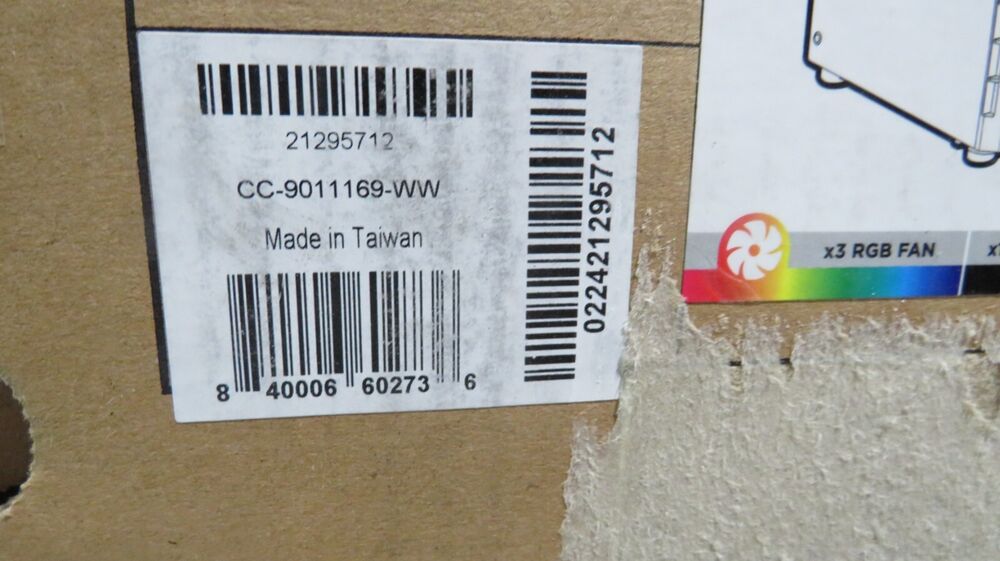 21295712
CC-9011169-WW
Made in Taiwan
8 40006 60273 6
022421295712
x3 RGB FAN